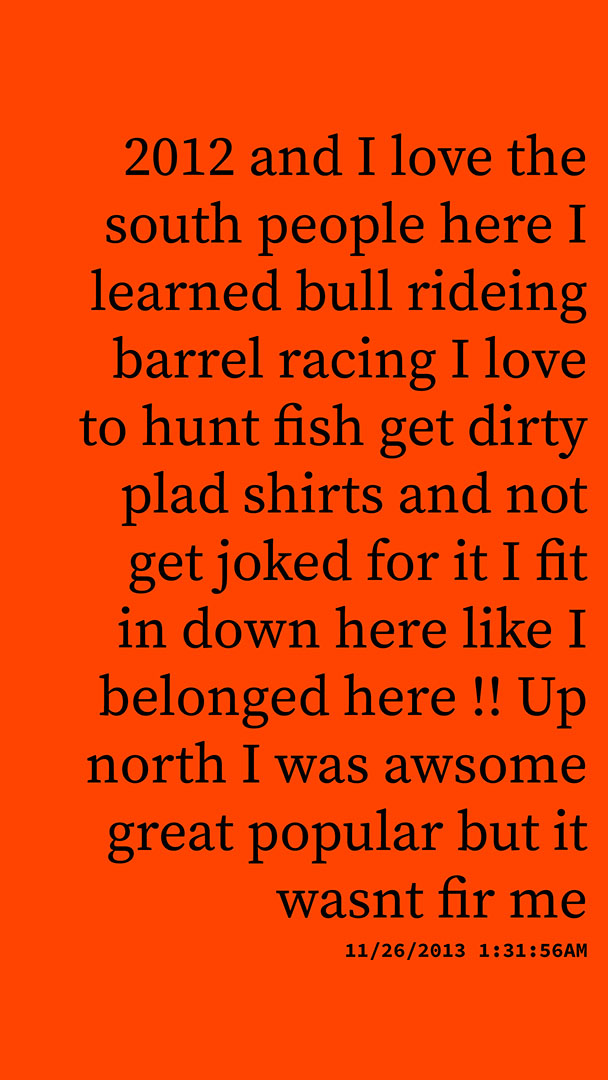 2012 and I love the
south people here I
learned bull rideing
barrel racing I love
to hunt fish get dirty
plad shirts and not
get joked for it I fit
in down here like I
belonged here !! Up
north I was awsome
great popular but it
wasnt fir me
11/26/2013 1:31:56AM